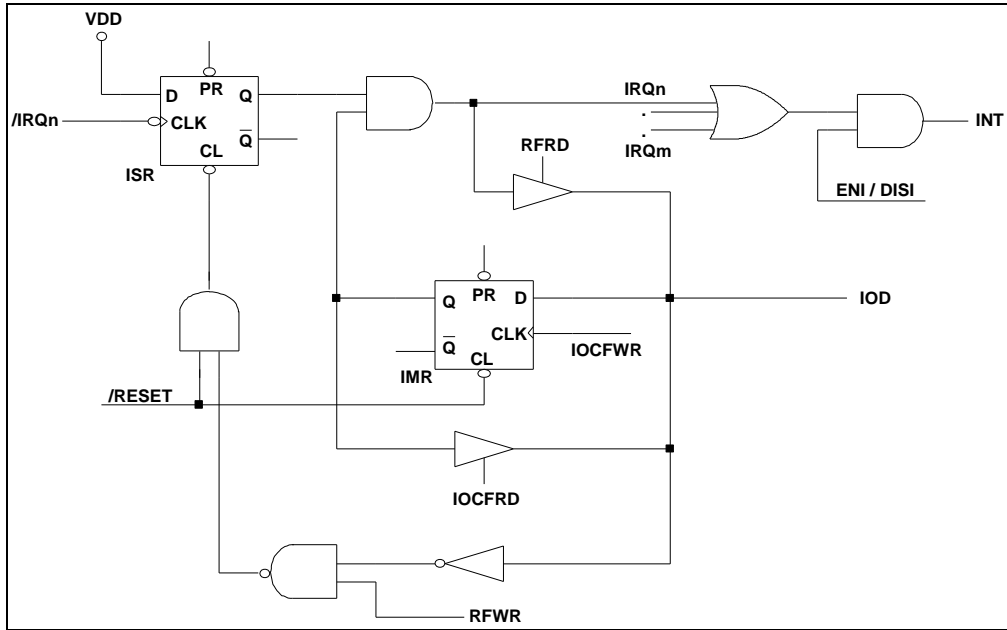 VDD
PR
D
Q
IRQn
/IRQn
CLK
.
INT
Q
.
CL
RFRD
IRQm
ISR
ENI / DISI
PR
Q
D
IOD
CLK
Q
IOCFWR
CL
IMR
/RESET
IOCFRD
RFWR